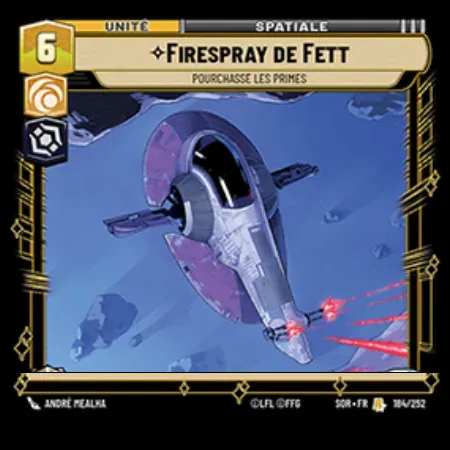 UNITÉ
SPATIALE
6
FIRESPRAY DE FETT
POURCHASSE LES PRIMES
ANDRÉ MEALHA
©LFL ©FFG
SOR • FR
184/252